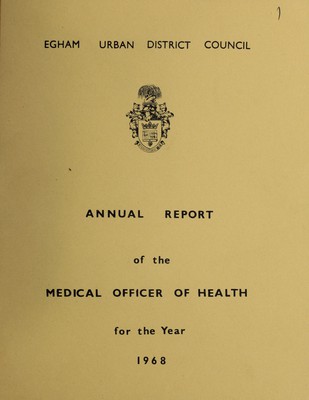 EGHAM URBAN DISTRICT COUNCIL
ANNUAL REPORT
of the
MEDICAL OFFICER OF HEALTH
for the Year
1968